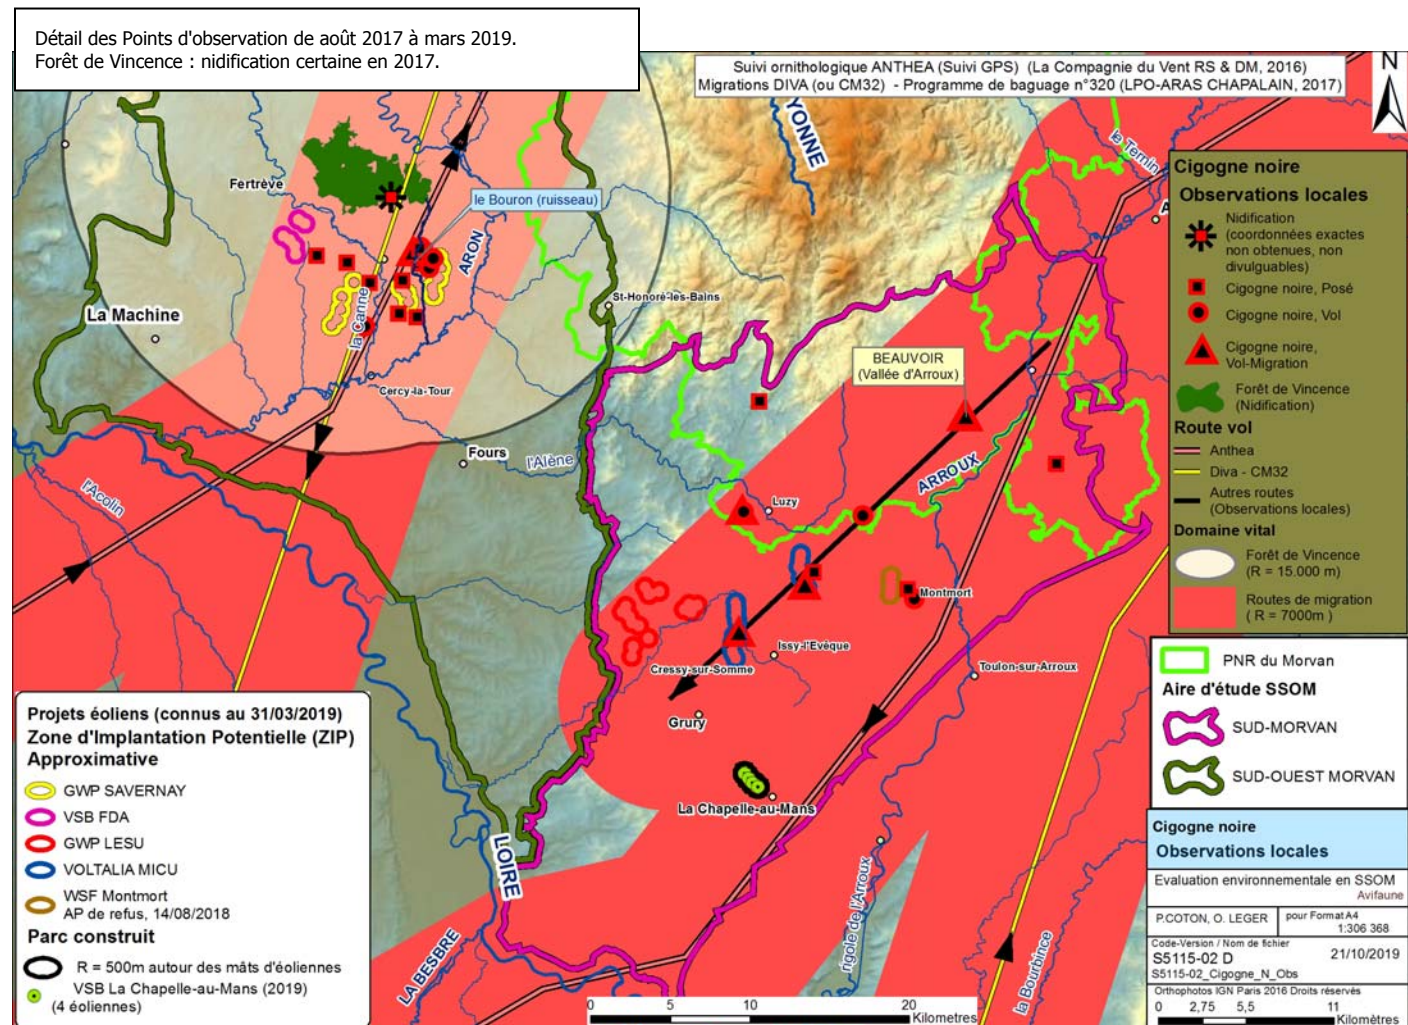 Détail des Points d'observation de août 2017 à mars 2019.
Forêt de Vincence : nidification certaine en 2017.
Suivi ornithologique ANTHEA (Suivi GPS) (La Compagnie du Vent RS & DM, 2016)
Migrations DIVA (ou CM32) - Programme de baguage n°320 (LPO-ARAS CHAPALAIN, 2017)
N
YONNE
le Ternin
A
Fertrève
le Bouron (ruisseau)
ARON
la Canne
La Machine
St-Honoré-les-Bains
Cercy-la-Tour
Fours
l'Alène
l'Acolin
BEAUVOIR
(Vallée d'Arroux)
ARROUX
Luzy
Montmort
Issy-l'Evêque
Cressy-sur-Somme
Toulon-sur-Arroux
Grury
La Chapelle-au-Mans
LOIRE
LA BESBRE
rigole de l'Arroux
la Bourbince
Cigogne noire
Observations locales
Nidification
(coordonnées exactes
non obtenues, non
divulguables)
Cigogne noire, Posé
Cigogne noire, Vol
Cigogne noire,
Vol-Migration
Forêt de Vincence
(Nidification)
Route vol
Anthea
Diva - CM32
Autres routes
(Observations locales)
Domaine vital
Forêt de Vincence
(R = 15.000 m)
Routes de migration
( R = 7000m )
PNR du Morvan
Aire d'étude SSOM
SUD-MORVAN
SUD-OUEST MORVAN
Projets éoliens (connus au 31/03/2019)
Zone d'Implantation Potentielle (ZIP)
Approximative
GWP SAVERNAY
VSB FDA
GWP LESU
VOLTALIA MICU
WSF Montmort
AP de refus, 14/08/2018
Parc construit
R = 500m autour des mâts d'éoliennes
VSB La Chapelle-au-Mans (2019)
(4 éoliennes)
0 5 10 20
Kilometres
Cigogne noire
Observations locales
Evaluation environnementale en SSOM
Avifaune
P.COTON, O. LEGER
pour Format A4
1:306 368
Code-Version / Nom de fichier
S5115-02 D 21/10/2019
S5115-02_Cigogne_N_Obs
Orthophotos IGN Paris 2016 Droits réservés
0 2,75 5,5 11
Kilomètres